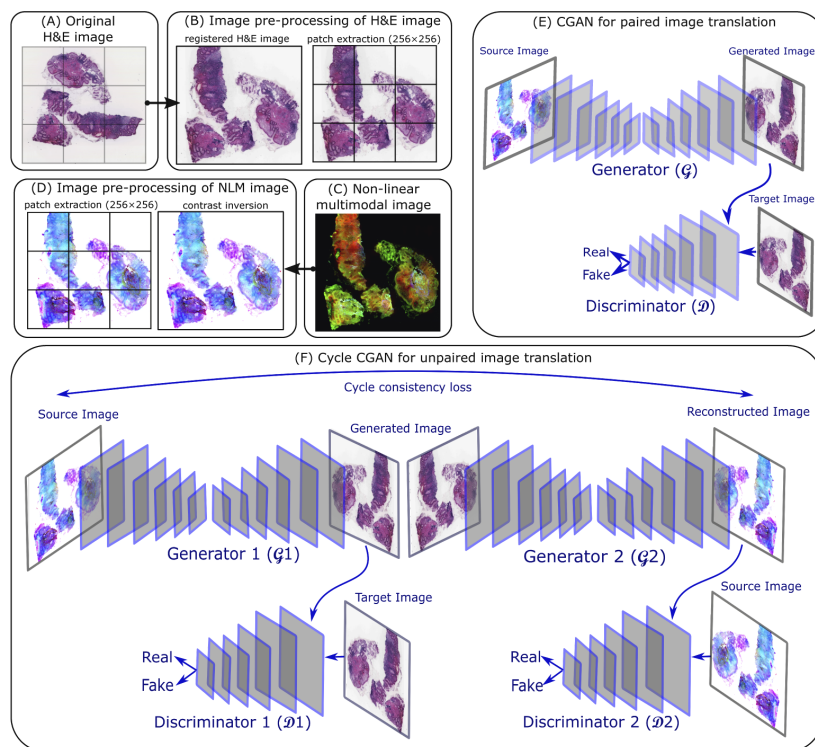 (A) Original
H&E image
(B) Image pre-processing of H&E image
registered H&E image
patch extraction (256×256)
(D) Image pre-processing of NLM image
patch extraction (256×256)
contrast inversion
(C) Non-linear
multimodal image
(E) CGAN for paired image translation
Source Image
Generated Image
Generator (𝓖)
Target Image
Real
Fake
Discriminator (𝓓)
(F) Cycle CGAN for unpaired image translation
Cycle consistency loss
Source Image
Generated Image
Reconstructed Image
Generator 1 (𝓖1)
Generator 2 (𝓖2)
Target Image
Source Image
Real
Fake
Discriminator 1 (𝓓1)
Real
Fake
Discriminator 2 (𝓓2)